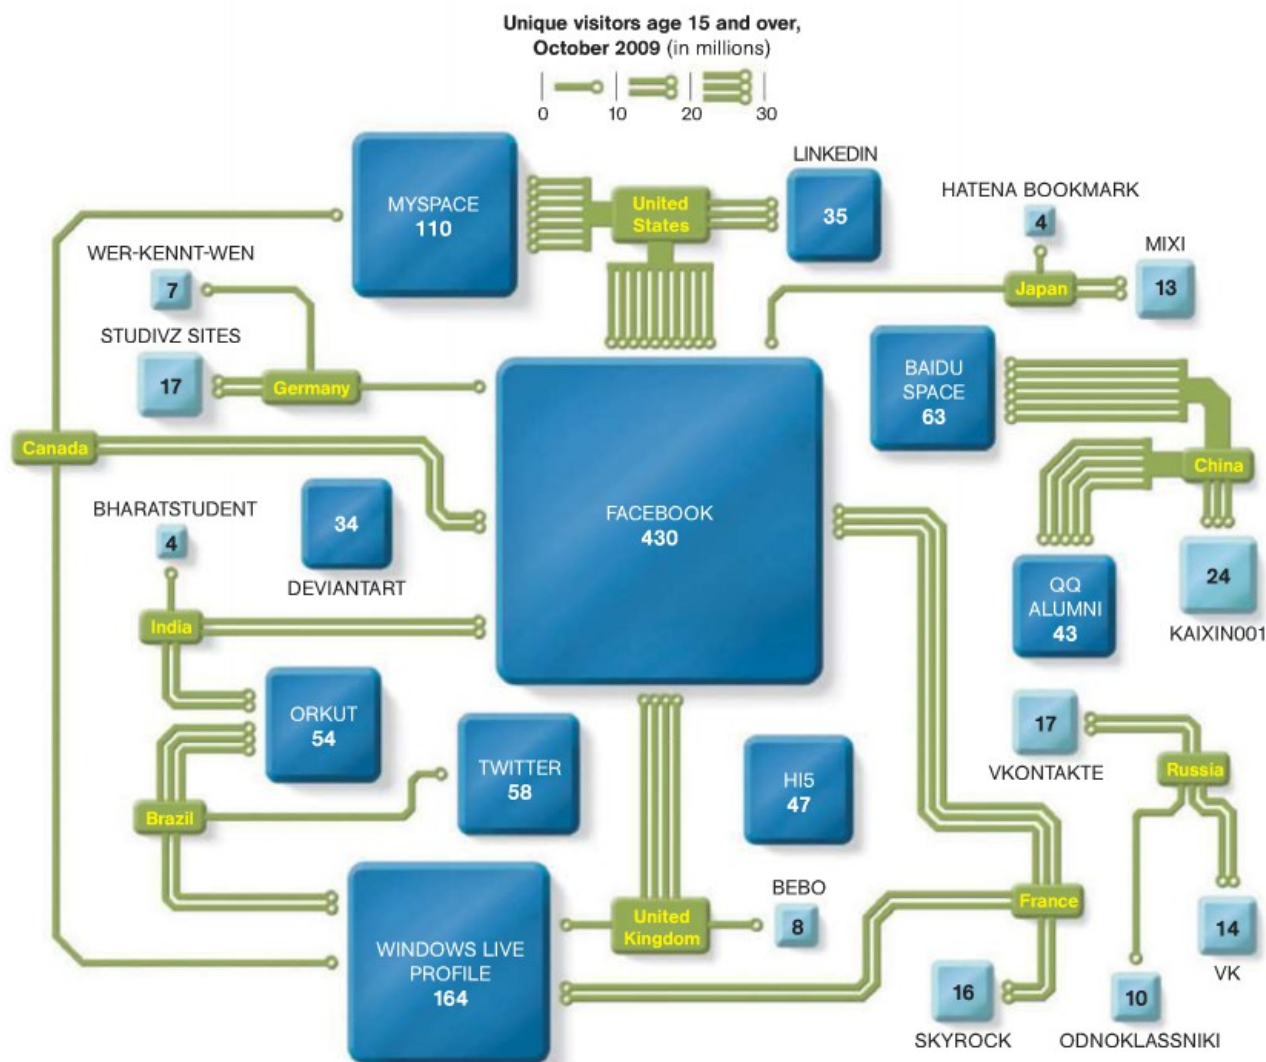 Unique visitors age 15 and over,
October 2009 (in millions)
0 10 20 30
MYSPACE
110
United
States
LINKEDIN
35
HATENA BOOKMARK
4
MIXI
13
Japan
WER-KENNT-WEN
7
STUDIVZ SITES
17
Germany
BAIDU
SPACE
63
Canada
China
BHARATSTUDENT
4
34
DEVIANTART
FACEBOOK
430
QQ
ALUMNI
43
24
KAIXIN001
India
ORKUT
54
TWITTER
58
HI5
47
17
VKONTAKTE
Russia
Brazil
WINDOWS LIVE
PROFILE
164
United
Kingdom
BEBO
8
France
14
VK
16
SKYROCK
10
ODNOKLASSNIKI